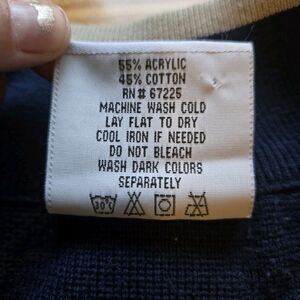 55% ACRYLIC
45% COTTON
RN# 67225
MACHINE WASH COLD
LAY FLAT TO DRY
COOL IRON IF NEEDED
DO NOT BLEACH
WASH DARK COLORS
SEPARATELY
30°C